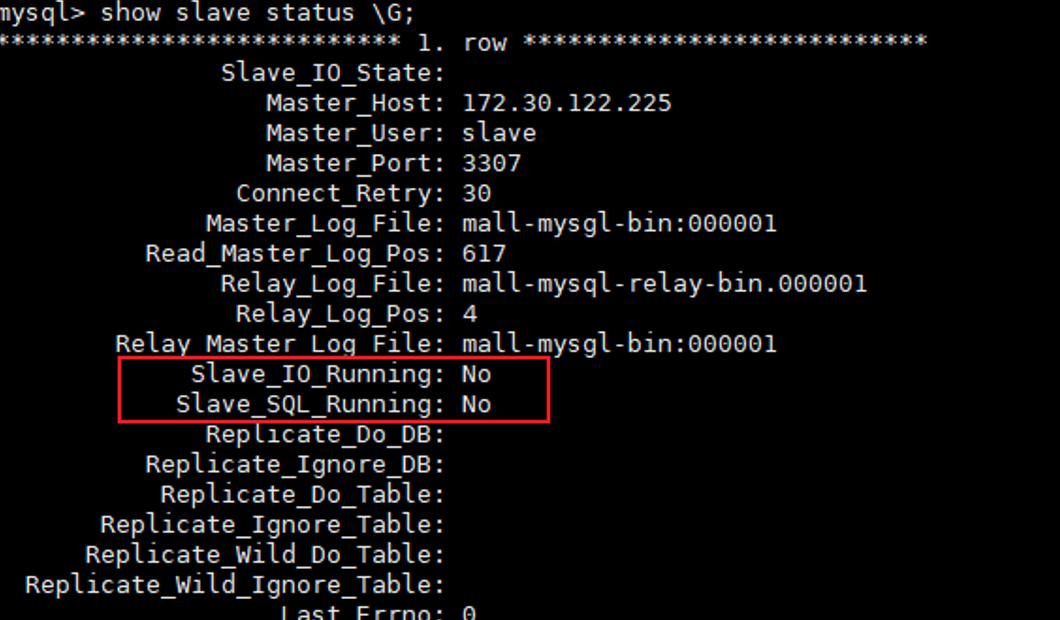 mysql> show slave status \G;
*************************** 1. row ***************************
Slave_IO_State:
Master_Host: 172.30.122.225
Master_User: slave
Master_Port: 3307
Connect_Retry: 30
Master_Log_File: mall-mysgl-bin:000001
Read_Master_Log_Pos: 617
Relay_Log_File: mall-mysql-relay-bin.000001
Relay_Log_Pos: 4
Relay_Master_Log_File: mall-mysgl-bin:000001
Slave_IO_Running: No
Slave_SQL_Running: No
Replicate_Do_DB:
Replicate_Ignore_DB:
Replicate_Do_Table:
Replicate_Ignore_Table:
Replicate_Wild_Do_Table:
Replicate_Wild_Ignore_Table:
Last_Errno: 0